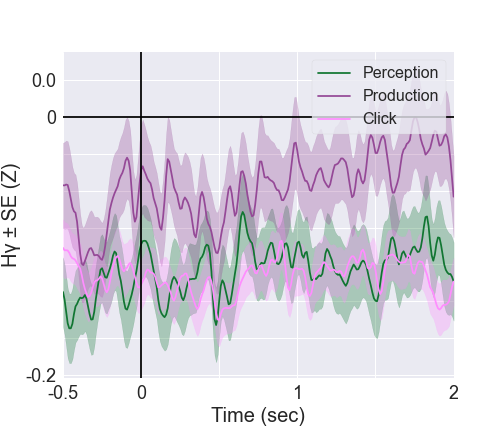 Perception
Production
Click
0.0
0
-0.2
Hγ ± SE (Z)
-0.5
0
1
2
Time (sec)